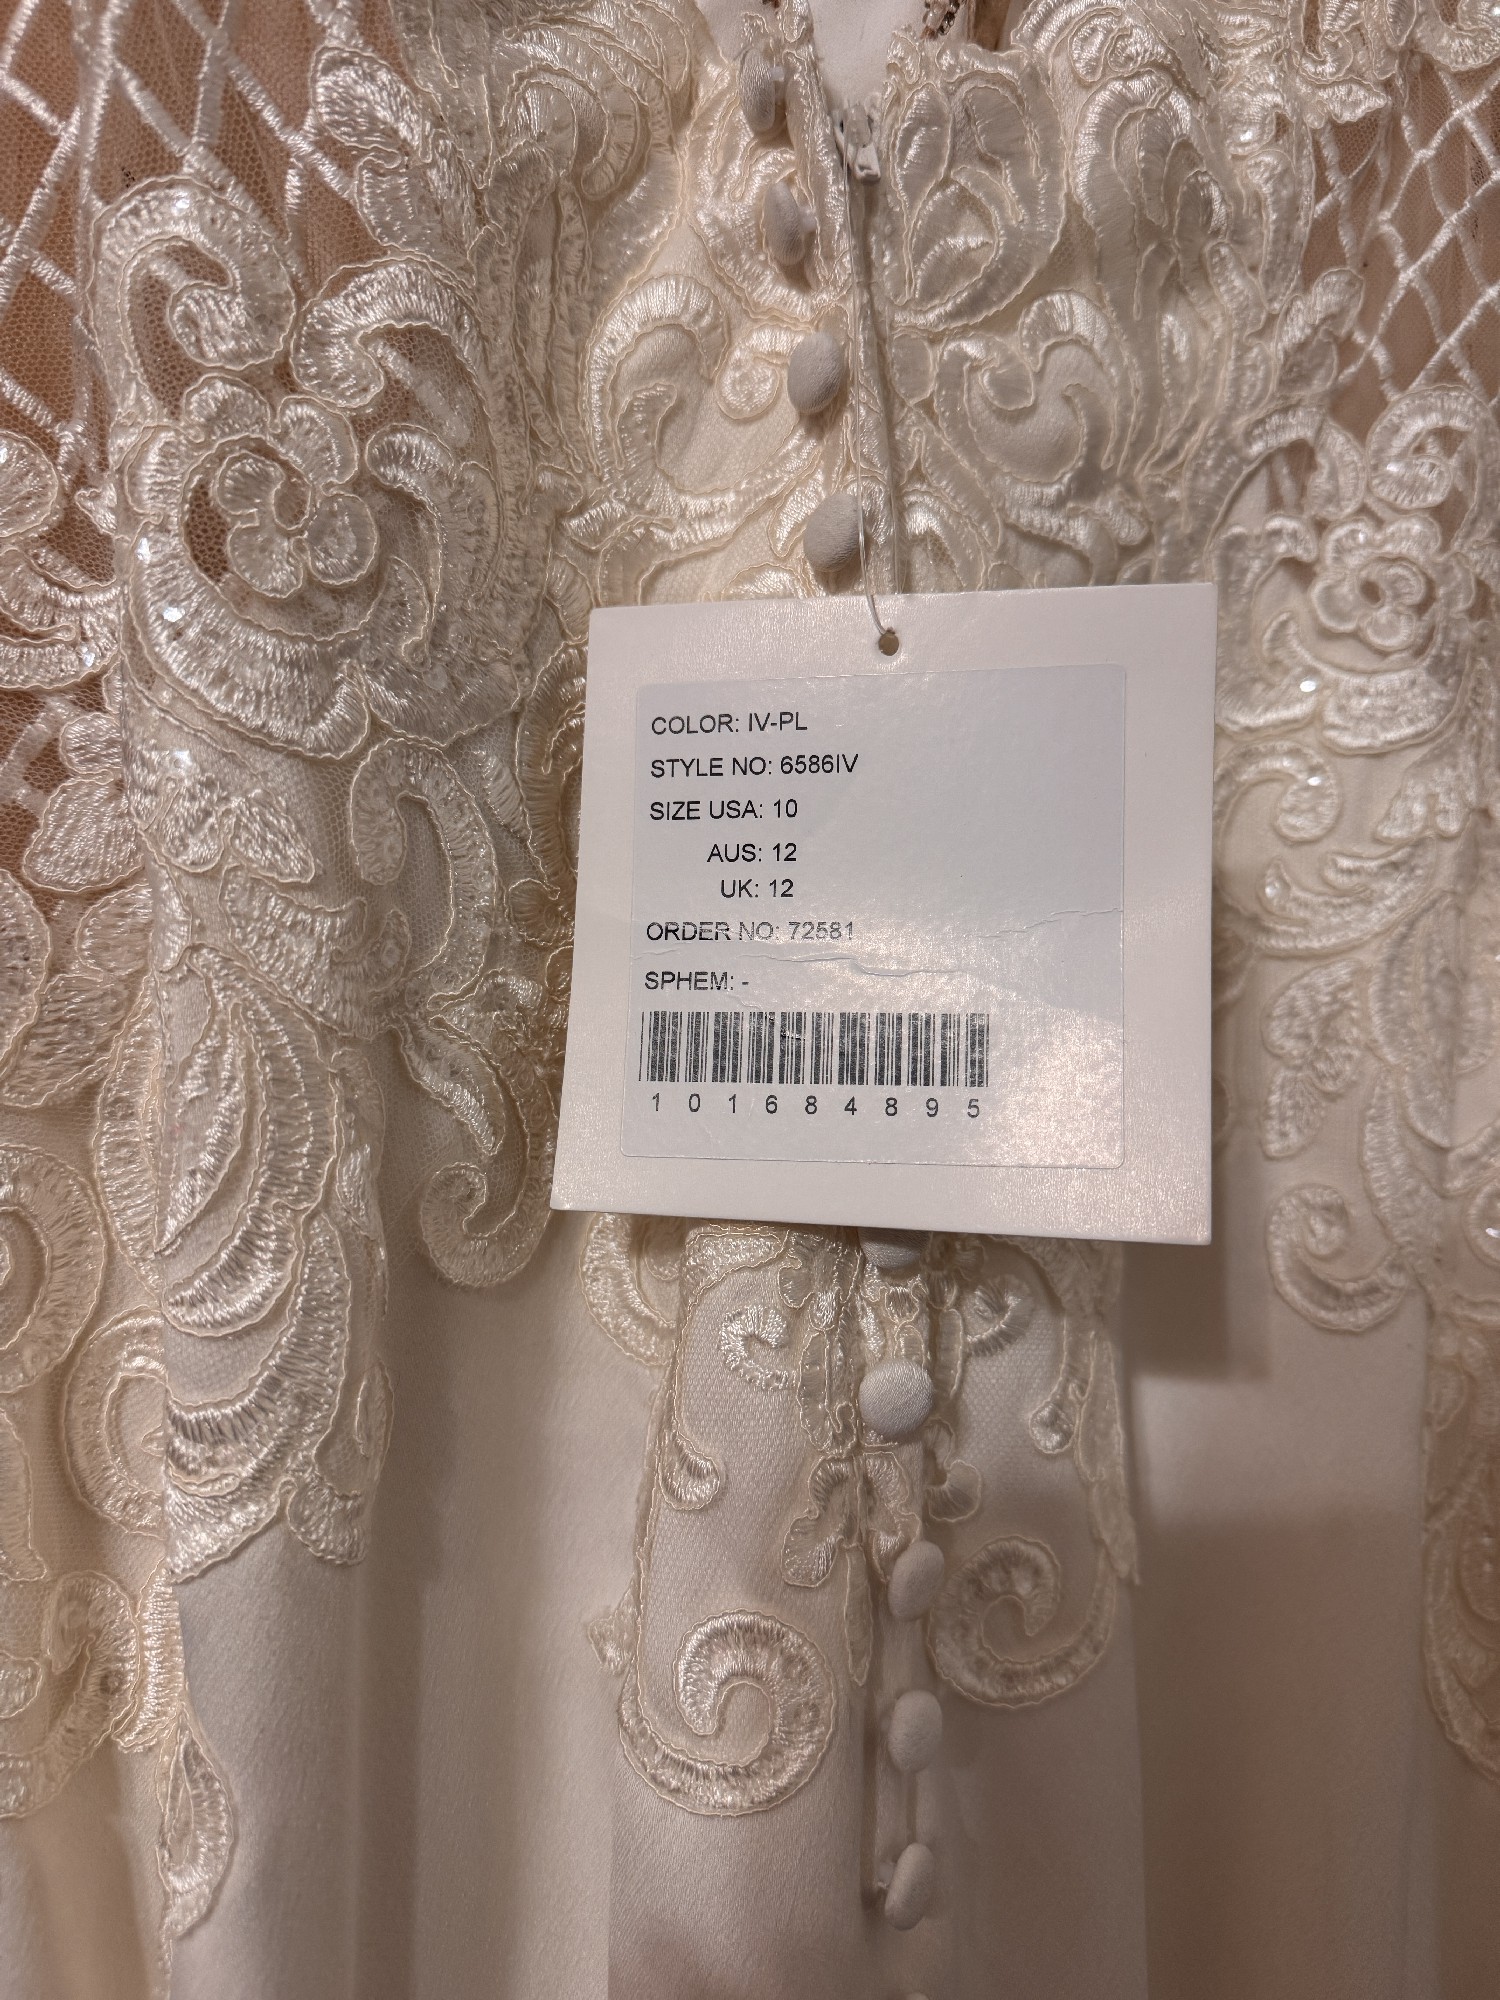 COLOR: IV-PL
STYLE NO: 6586IV
SIZE USA: 10
AUS: 12
UK: 12
ORDER NO: 72581
SPHEM: -
1 0 1 6 8 4 8 9 5